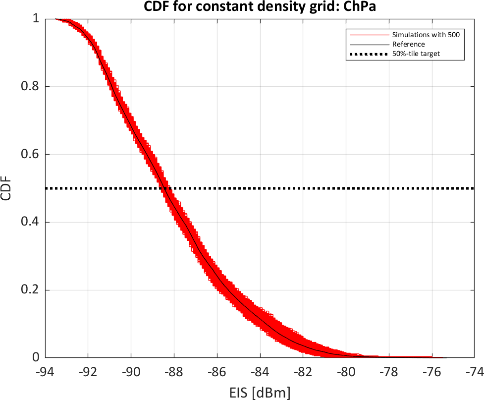 CDF for constant density grid: ChPa
Simulations with 500
Reference
50%-tile target
1
0.8
0.6
0.4
0.2
0
CDF
-94 -92 -90 -88 -86 -84 -82 -80 -78 -76 -74
EIS [dBm]